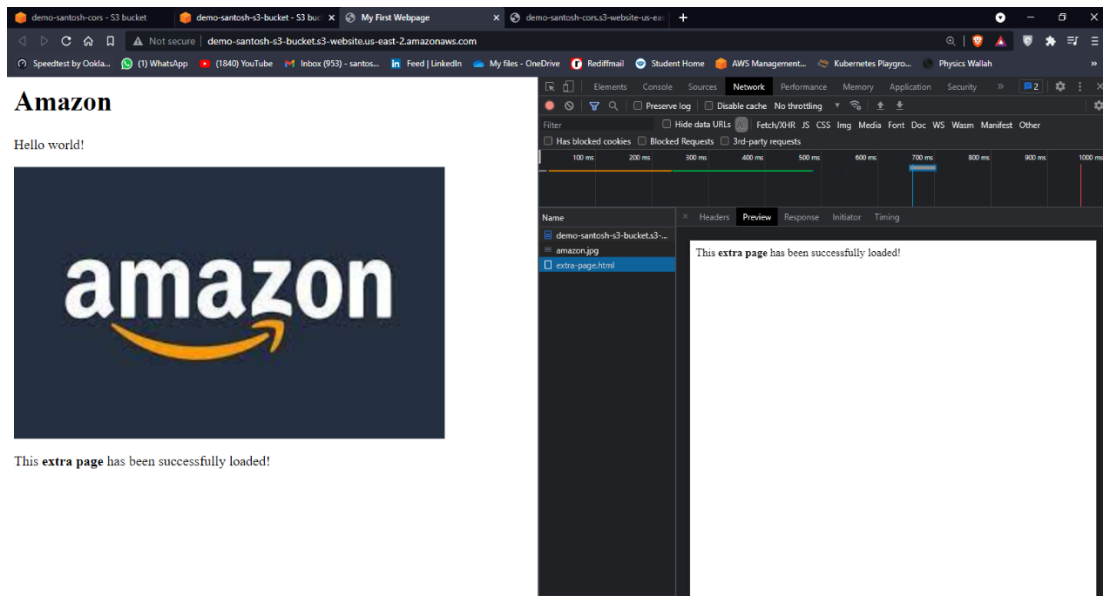 demo-santosh-cors - S3 bucket
demo-santosh-s3-bucket - S3 buc
My First Webpage
demo-santosh-cors.s3-website-us-eas
Not secure
demo-santosh-s3-bucket.s3-website.us-east-2.amazonaws.com
Speedtest by Ookla...
(1) WhatsApp
(1840) YouTube
Inbox (953) - santos...
Feed | LinkedIn
My files - OneDrive
Rediffmail
Student Home
AWS Management...
Kubernetes Playgro...
Physics Wallah
»
Amazon
Hello world!
amazon
This extra page has been successfully loaded!
Elements Console Sources Network Performance Memory Application Security » 2
Preserve log Disable cache No throttling
Filter Hide data URLs Fetch/XHR JS CSS Img Media Font Doc WS Wasm Manifest Other
Has blocked cookies Blocked Requests 3rd-party requests
100 ms 200 ms 300 ms 400 ms 500 ms 600 ms 700 ms 800 ms 900 ms 1000 ms
Name
demo-santosh-s3-bucket.s3-...
amazon.jpg
extra-page.html
× Headers Preview Response Initiator Timing
This extra page has been successfully loaded!